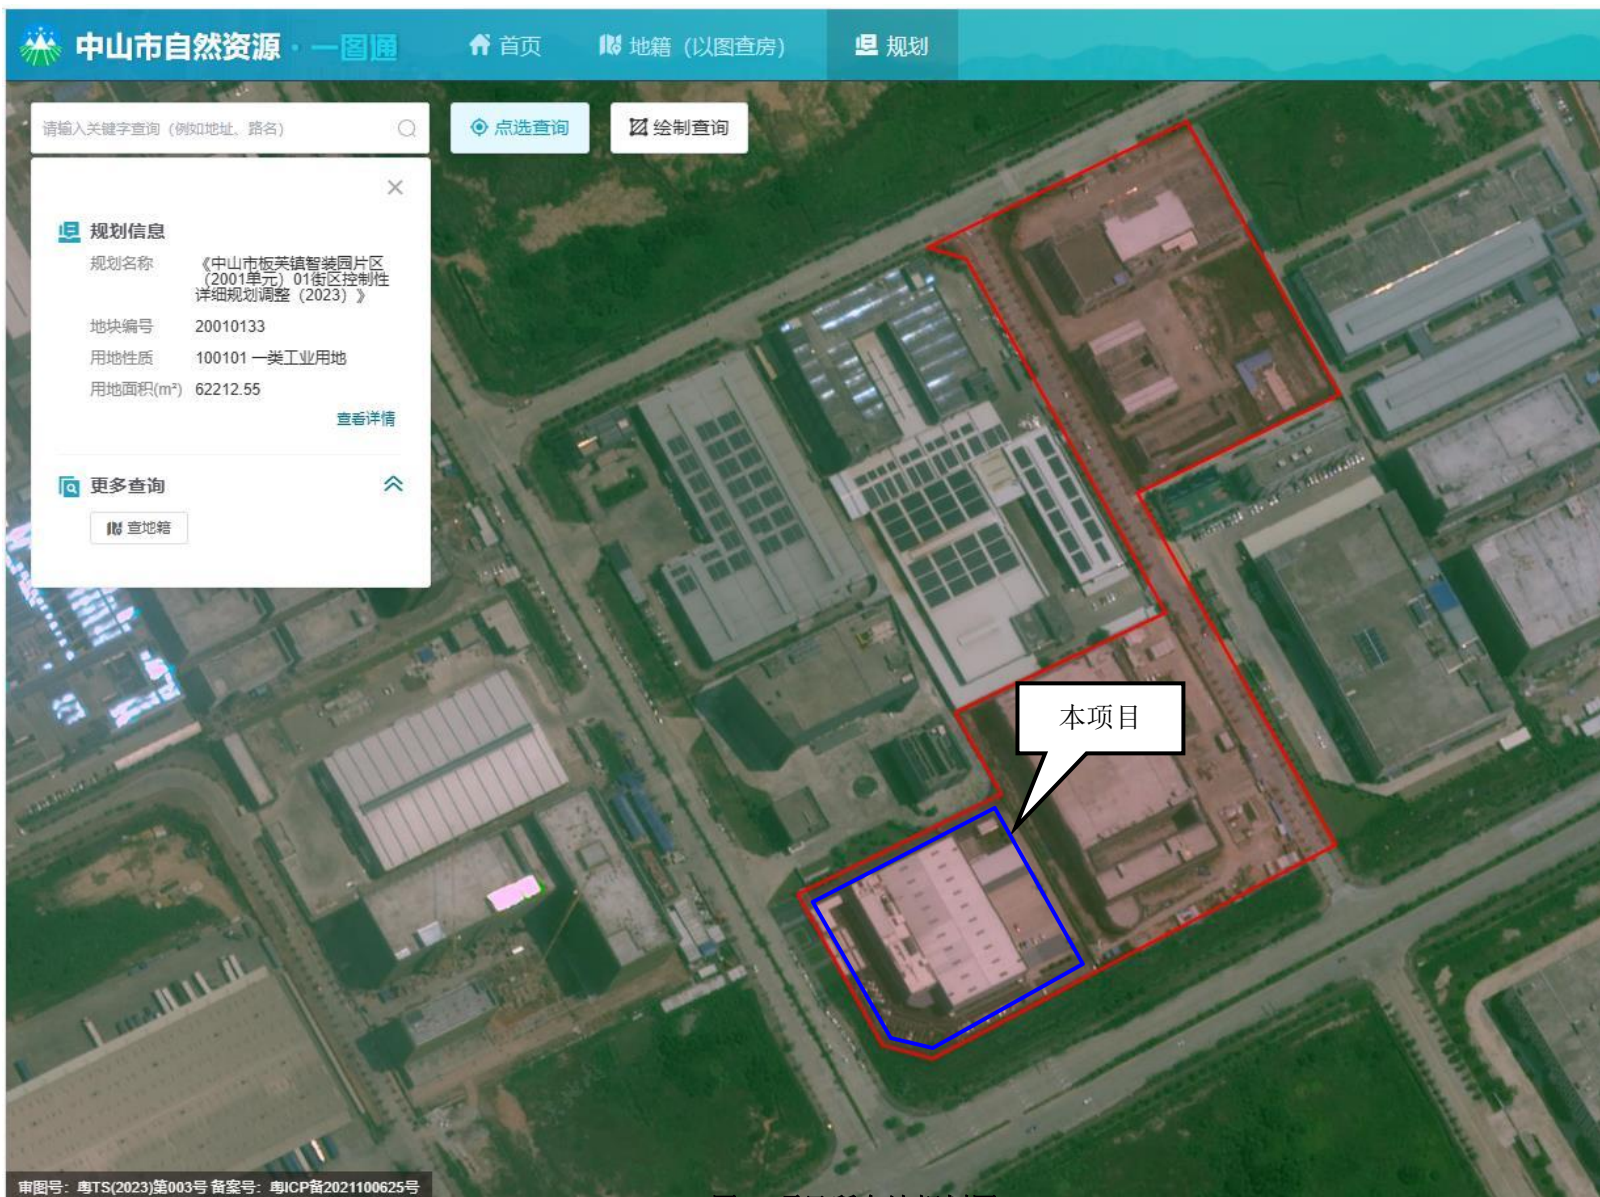 中山市自然资源·一图通
首页
地籍（以图查房）
规划
请输入关键字查询（例如地址、路名）
点选查询
绘制查询
规划信息
规划名称
《中山市板芙镇智装园片区
（2001单元）01街区控制性
详细规划调整（2023）》
地块编号 20010133
用地性质 100101 一类工业用地
用地面积(m²) 62212.55
查看详情
更多查询
查地籍
本项目
审图号：粤TS(2023)第003号 备案号：粤ICP备2021100625号